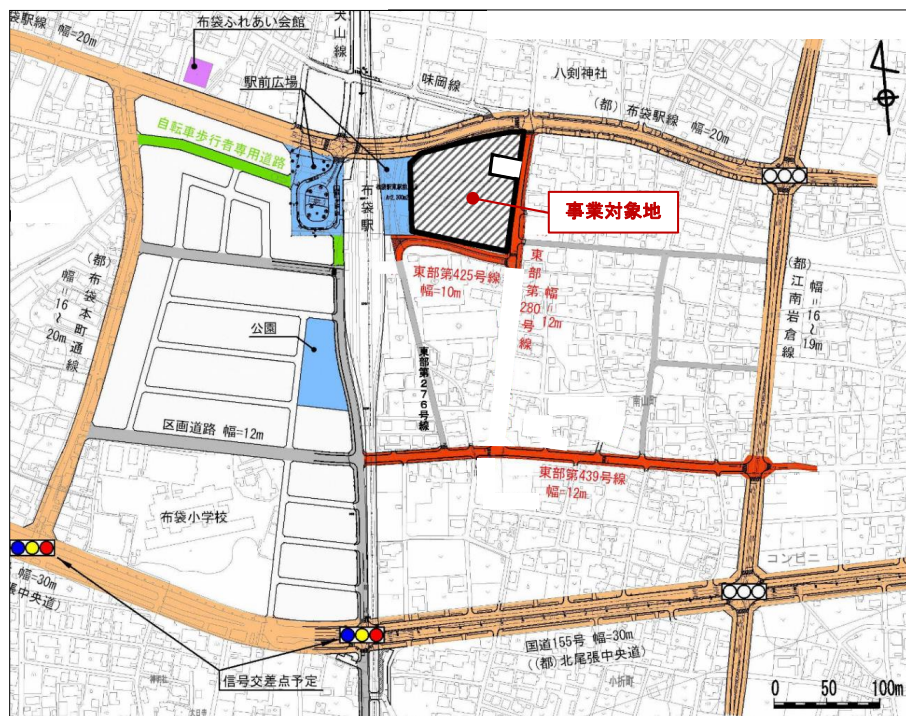 袋駅線 幅=20m
布袋ふれあい会館
犬山線
駅前広場
味岡線
八剣神社
(都) 布袋駅線 幅=20m
自転車歩行者専用道路
布袋駅
事業対象地
(都) 布袋本町通線
幅=16~20m
東部第425号線
幅=10m
東部第280号線
幅=12m
(都) 江南岩倉線
幅=16~19m
公園
東部第276号線
南山町
区画道路 幅=12m
東部第439号線
幅=12m
布袋小学校
コンビニ
幅=30m
張中央道)
国道155号 幅=30m
((都) 北尾張中央道)
信号交差点予定
小折町
0 50 100m